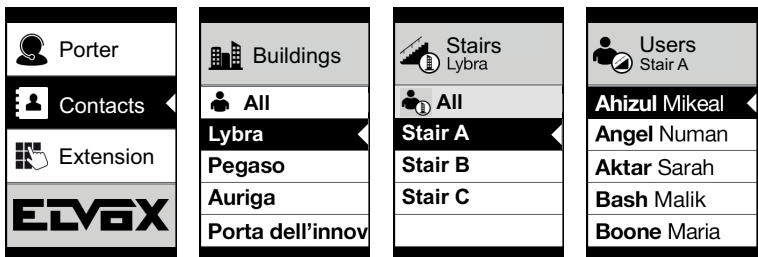 Porter
Contacts
Extension
ELVOX
Buildings
All
Lybra
Pegaso
Auriga
Porta dell'innov
Stairs
Lybra
All
Stair A
Stair B
Stair C
Users
Stair A
Ahizul Mikeal
Angel Numan
Aktar Sarah
Bash Malik
Boone Maria